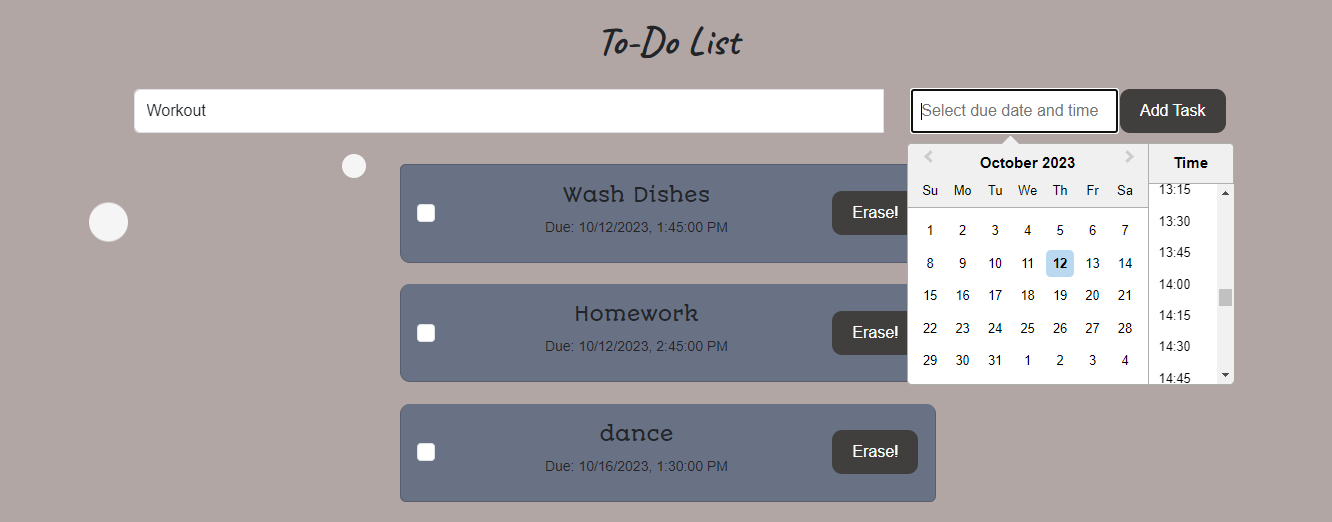 To-Do List
Workout
Select due date and time
Add Task
Wash Dishes
Due: 10/12/2023, 1:45:00 PM
Erase!
Homework
Due: 10/12/2023, 2:45:00 PM
Erase!
dance
Due: 10/16/2023, 1:30:00 PM
Erase!
October 2023
Su Mo Tu We Th Fr Sa
1 2 3 4 5 6 7
8 9 10 11 12 13 14
15 16 17 18 19 20 21
22 23 24 25 26 27 28
29 30 31 1 2 3 4
Time
13:15
13:30
13:45
14:00
14:15
14:30
14:45